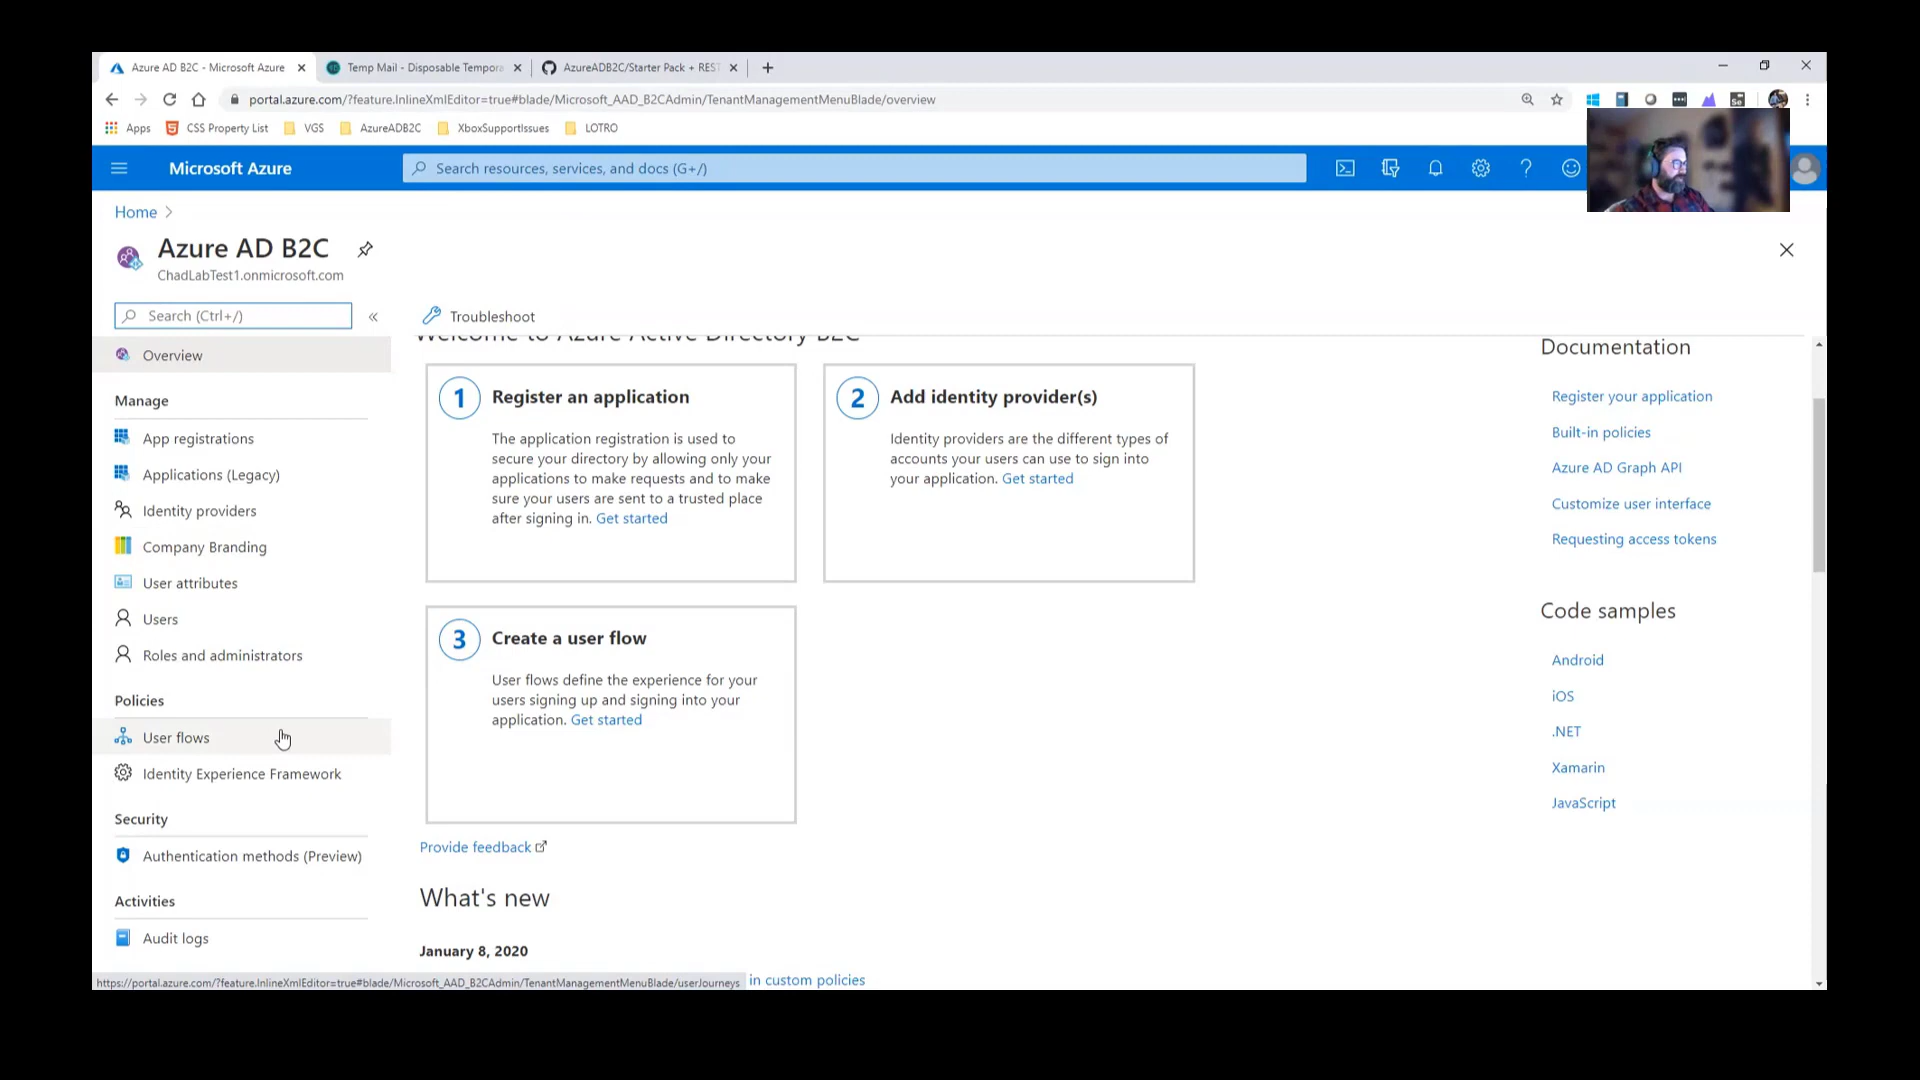 Azure AD B2C - Microsoft Azure
Temp Mail - Disposable Tempora
AzureADB2C/Starter Pack + REST
portal.azure.com/?feature.InlineXmlEditor=true#blade/Microsoft_AAD_B2CAdmin/TenantManagementMenuBlade/overview
Apps
CSS Property List
VGS
AzureADB2C
XboxSupportIssues
LOTRO
Microsoft Azure
Search resources, services, and docs (G+/)
Home
Azure AD B2C
ChadLabTest1.onmicrosoft.com
Search (Ctrl+/)
«
Overview
Manage
App registrations
Applications (Legacy)
Identity providers
Company Branding
User attributes
Users
Roles and administrators
Policies
User flows
Identity Experience Framework
Security
Authentication methods (Preview)
Activities
Audit logs
Troubleshoot
Welcome to Azure Active Directory B2C
1 Register an application
The application registration is used to
secure your directory by allowing only your
applications to make requests and to make
sure your users are sent to a trusted place
after signing in. Get started
2 Add identity provider(s)
Identity providers are the different types of
accounts your users can use to sign into
your application. Get started
3 Create a user flow
User flows define the experience for your
users signing up and signing into your
application. Get started
Provide feedback
What's new
January 8, 2020
in custom policies
Documentation
Register your application
Built-in policies
Azure AD Graph API
Customize user interface
Requesting access tokens
Code samples
Android
iOS
.NET
Xamarin
JavaScript
https://portal.azure.com/?feature.InlineXmlEditor=true#blade/Microsoft_AAD_B2CAdmin/TenantManagementMenuBlade/userJourneys